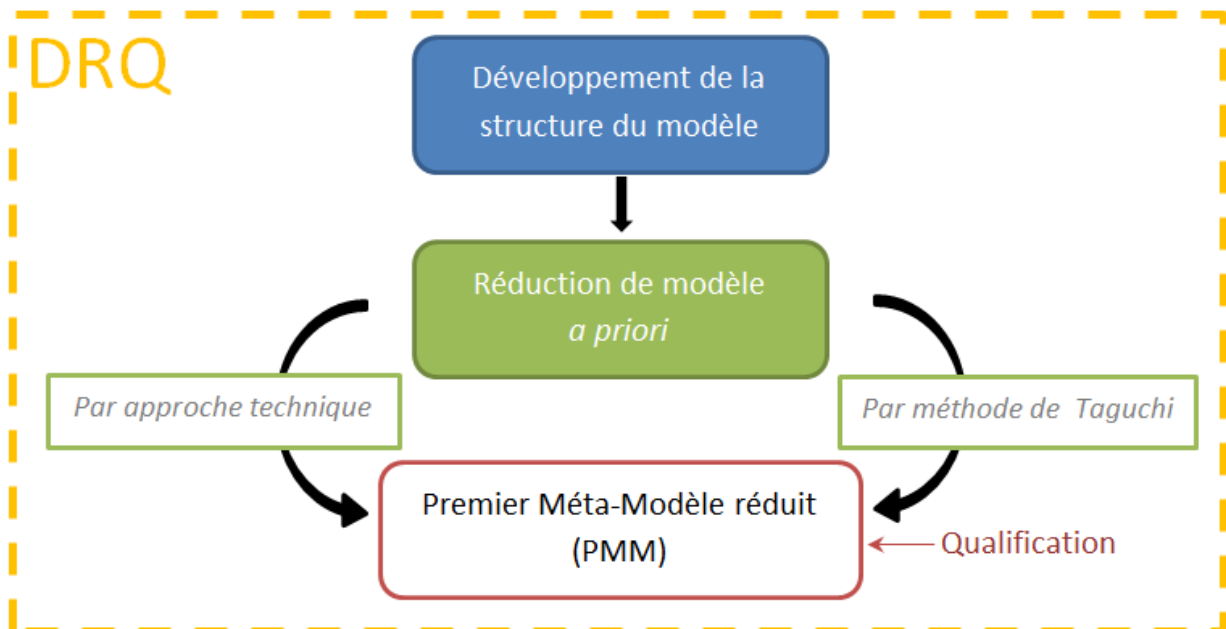 DRQ
Développement de la
structure du modèle
Réduction de modèle
a priori
Par approche technique
Par méthode de Taguchi
Premier Méta-Modèle réduit
(PMM)
Qualification